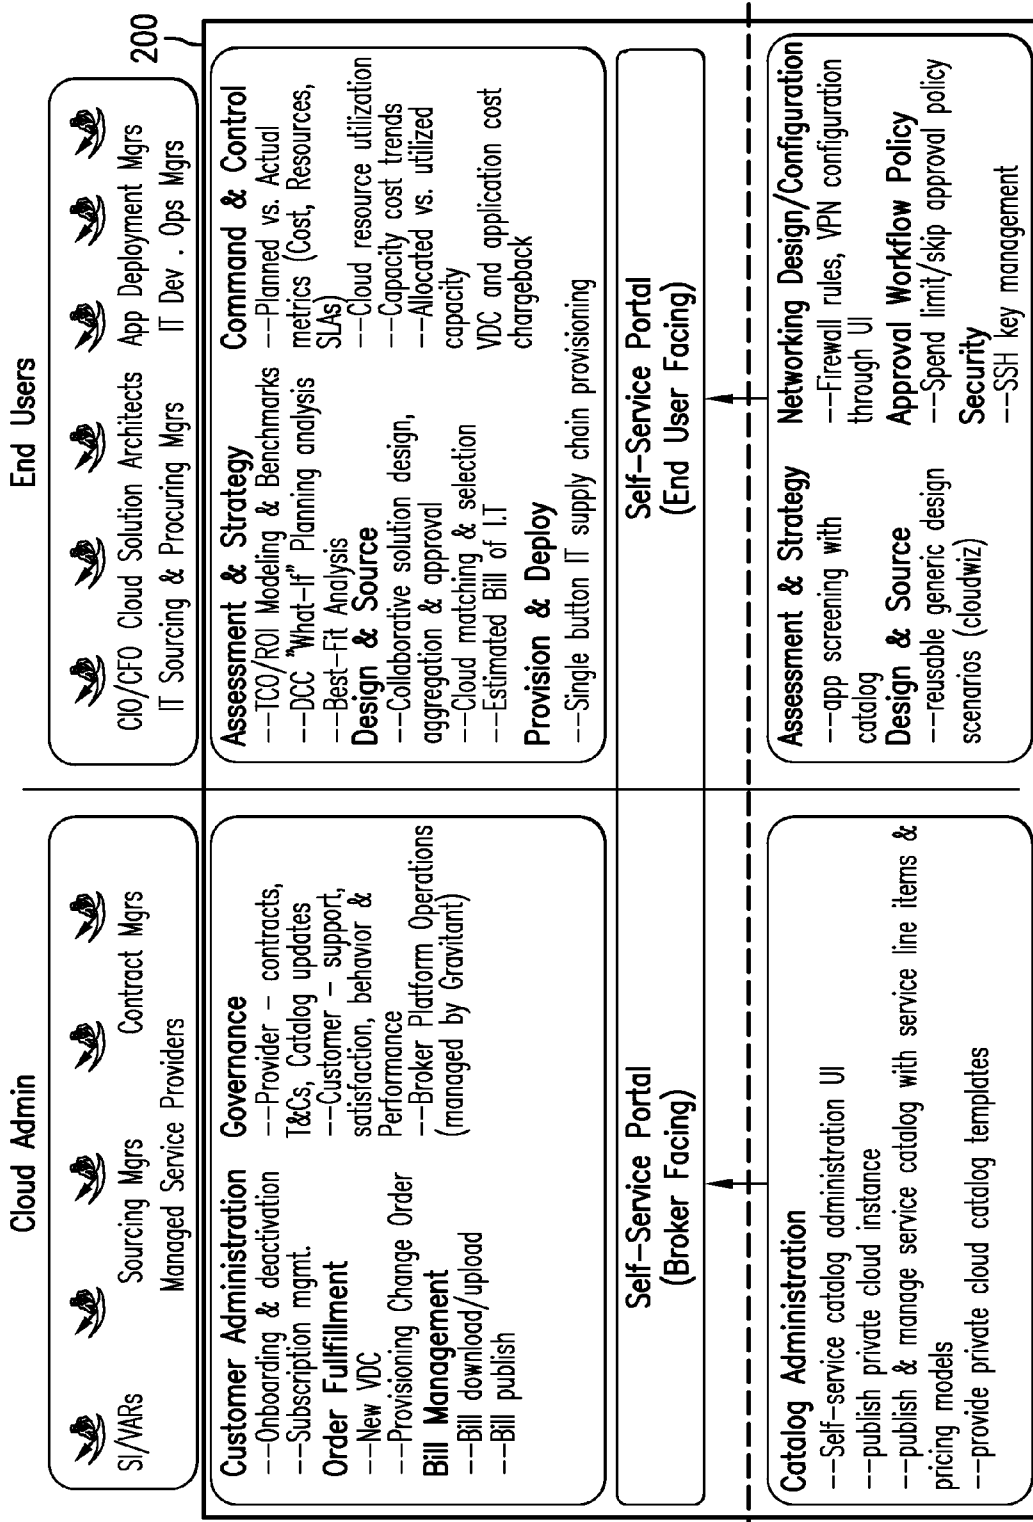 Cloud Admin
SI/VARs Sourcing Mgrs Contract Mgrs
Managed Service Providers
End Users
CIO/CFO Cloud Solution Architects App Deployment Mgrs
IT Sourcing & Procuring Mgrs IT Dev . Ops Mgrs
200
Customer Administration
---Onboarding & deactivation
---Subscription mgmt.
Order Fullfillment
---New VDC
---Provisioning Change Order
Bill Management
---Bill download/upload
---Bill publish
Governance
---Provider - contracts,
T&Cs, Catalog updates
---Customer - support,
satisfaction, behavior &
Performance
---Broker Platform Operations
(managed by Gravitant)
Assessment & Strategy
---TCO/ROI Modeling & Benchmarks
---DCC "What-If" Planning analysis
---Best-Fit Analysis
Design & Source
---Collaborative solution design,
aggregation & approval
---Cloud matching & selection
---Estimated Bill of I.T
Provision & Deploy
---Single button IT supply chain provisioning
Command & Control
---Planned vs. Actual
metrics (Cost, Resources,
SLAs)
---Cloud resource utilization
---Capacity cost trends
---Allocated vs. utilized
capacity
VDC and application cost
chargeback
Self-Service Portal
(Broker Facing)
Self-Service Portal
(End User Facing)
Catalog Administration
---Self-service catalog administration UI
---publish private cloud instance
---publish & manage service catalog with service line items &
pricing models
---provide private cloud catalog templates
Assessment & Strategy
---app screening with
catalog
Design & Source
---reusable generic design
scenarios (cloudwiz)
Networking Design/Configuration
---Firewall rules, VPN configuration
through UI
Approval Workflow Policy
---Spend limit/skip approval policy
Security
---SSH key management